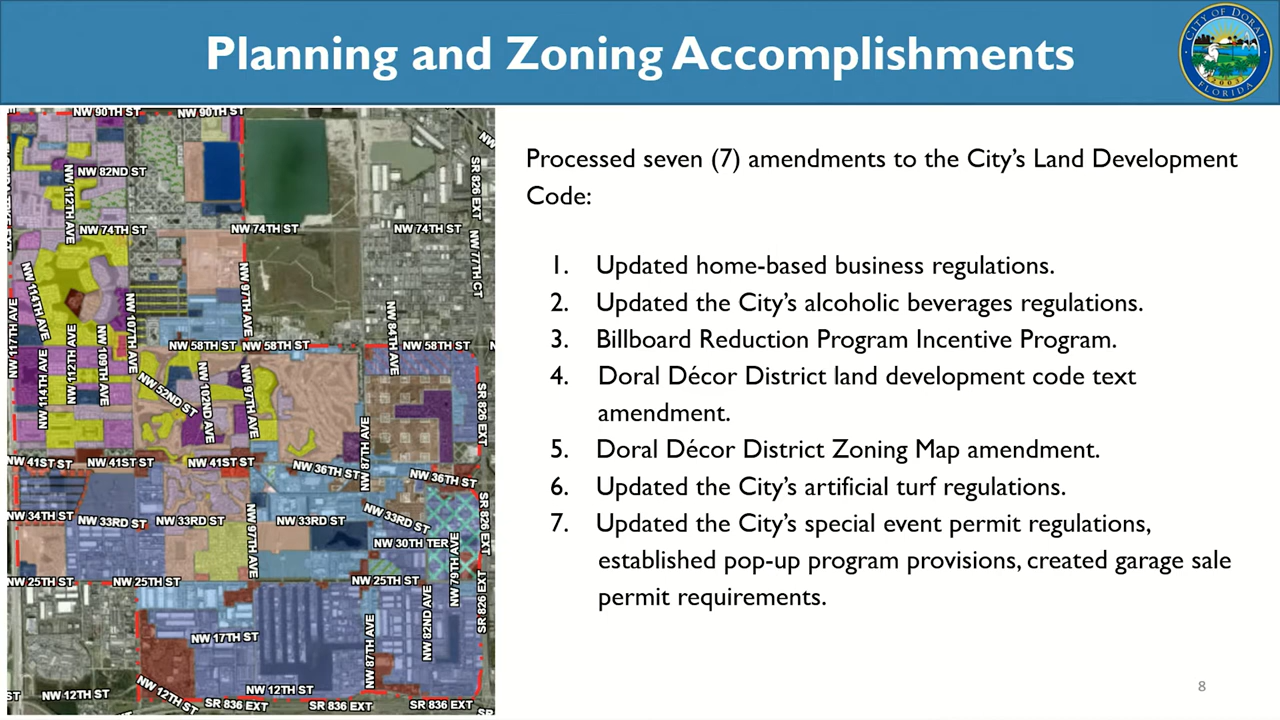 Planning and Zoning Accomplishments
CITY OF DORAL
2003
FLORIDA
Processed seven (7) amendments to the City's Land Development
Code:
1. Updated home-based business regulations.
2. Updated the City's alcoholic beverages regulations.
3. Billboard Reduction Program Incentive Program.
4. Doral Décor District land development code text
amendment.
5. Doral Décor District Zoning Map amendment.
6. Updated the City's artificial turf regulations.
7. Updated the City's special event permit regulations,
established pop-up program provisions, created garage sale
permit requirements.
8
NW 90TH ST
NW 90TH ST
NW 82ND ST
NW 112TH AVE
SR 826 EXT
NW 74TH ST
NW 74TH ST
NW 74TH ST
NW 77TH CT
NW 114TH AVE
NW 97TH AVE
NW 117TH AVE
NW 107TH AVE
NW 84TH AVE
NW 58TH ST
NW 58TH ST
NW 58TH ST
NW 114TH AVE
NW 112TH AVE
NW 109TH AVE
NW 52ND ST
NW 102ND AVE
NW 97TH AVE
SR 826 EXT
NW 87TH AVE
NW 41ST ST
NW 41ST ST
NW 41ST ST
NW 36TH ST
NW 36TH ST
NW 34TH ST
NW 33RD ST
NW 33RD ST
NW 33RD ST
NW 33RD ST
SR 826 EXT
NW 97TH AVE
NW 30TH TER
NW 79TH AVE
NW 25TH ST
NW 25TH ST
NW 25TH ST
SR 826 EXT
NW 17TH ST
NW 87TH AVE
NW 82ND AVE
ST
NW 12TH ST
NW 12TH ST
NW 12TH ST
SR 836 EXT
SR 836 EXT
SR 836 EXT